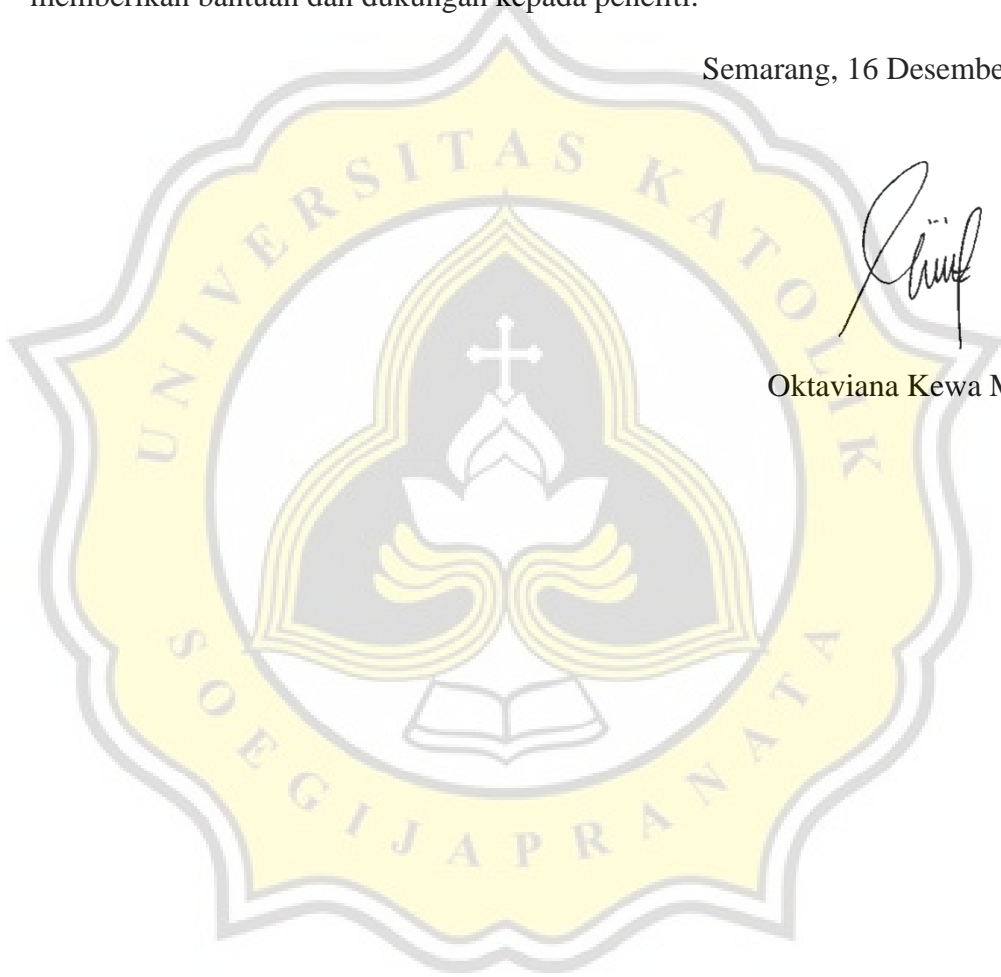 memberikan bantuan dan dukungan kepada peneliti.
Semarang, 16 Desembe
Oktaviana Kewa M
UNIVERSITAS KATOLIK
SOEGIJAPRANATA